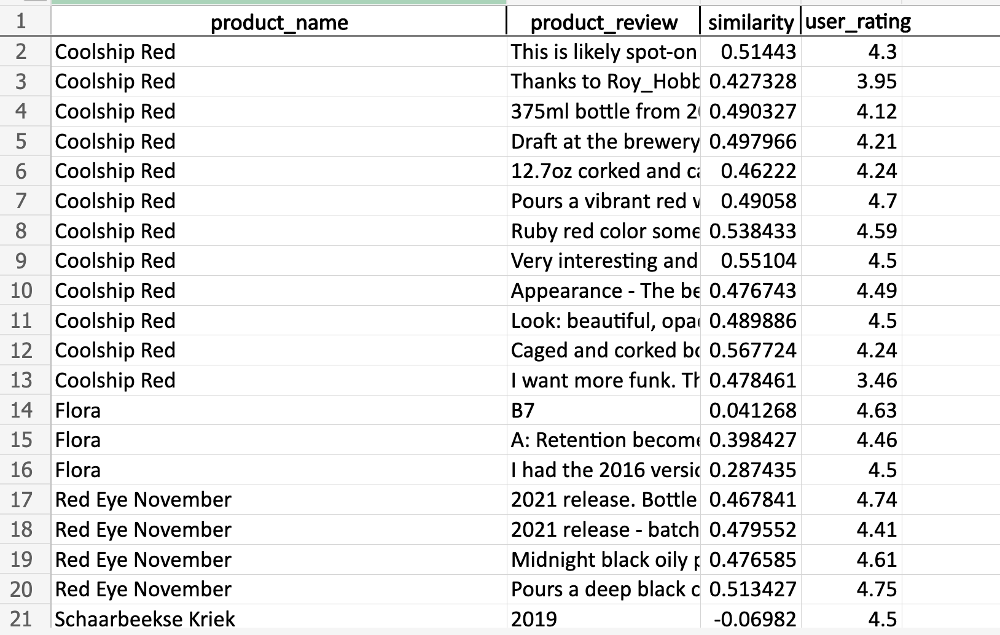 1 product_name product_review similarity user_rating
2 Coolship Red This is likely spot-on 0.51443 4.3
3 Coolship Red Thanks to Roy_Hobb 0.427328 3.95
4 Coolship Red 375ml bottle from 2 0.490327 4.12
5 Coolship Red Draft at the brewery 0.497966 4.21
6 Coolship Red 12.7oz corked and ca 0.46222 4.24
7 Coolship Red Pours a vibrant red 0.49058 4.7
8 Coolship Red Ruby red color some 0.538433 4.59
9 Coolship Red Very interesting and 0.55104 4.5
10 Coolship Red Appearance - The be 0.476743 4.49
11 Coolship Red Look: beautiful, opa 0.489886 4.5
12 Coolship Red Caged and corked bo 0.567724 4.24
13 Coolship Red I want more funk. Th 0.478461 3.46
14 Flora B7 0.041268 4.63
15 Flora A: Retention become 0.398427 4.46
16 Flora I had the 2016 versic 0.287435 4.5
17 Red Eye November 2021 release. Bottle 0.467841 4.74
18 Red Eye November 2021 release - batch 0.479552 4.41
19 Red Eye November Midnight black oily p 0.476585 4.61
20 Red Eye November Pours a deep black c 0.513427 4.75
21 Schaarbeekse Kriek 2019 -0.06982 4.5